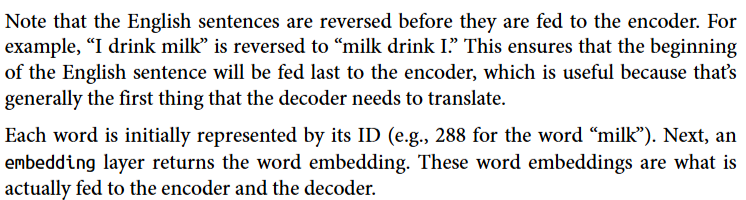 Note that the English sentences are reversed before they are fed to the encoder. For
example, “I drink milk” is reversed to “milk drink I.” This ensures that the beginning
of the English sentence will be fed last to the encoder, which is useful because that’s
generally the first thing that the decoder needs to translate.
Each word is initially represented by its ID (e.g., 288 for the word “milk”). Next, an
embedding layer returns the word embedding. These word embeddings are what is
actually fed to the encoder and the decoder.